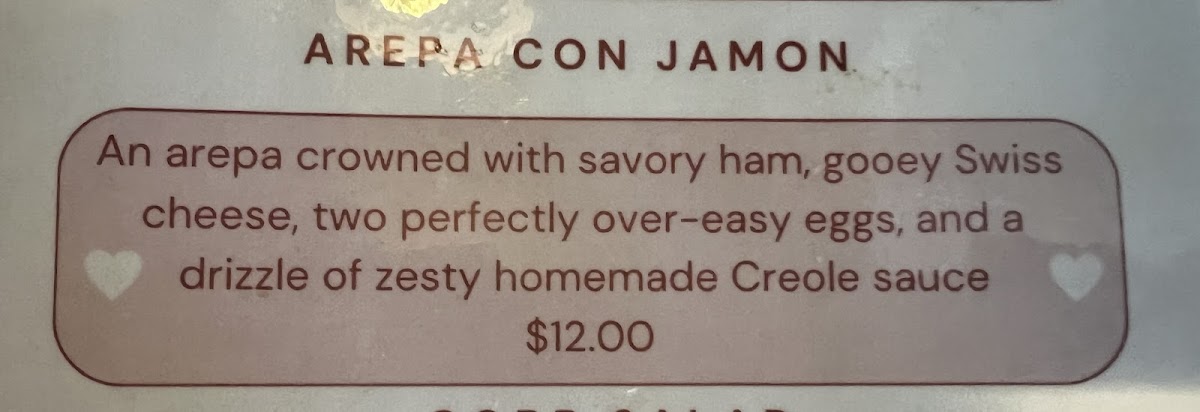 AREPA CON JAMON
An arepa crowned with savory ham, gooey Swiss
cheese, two perfectly over-easy eggs, and a
drizzle of zesty homemade Creole sauce
$12.00